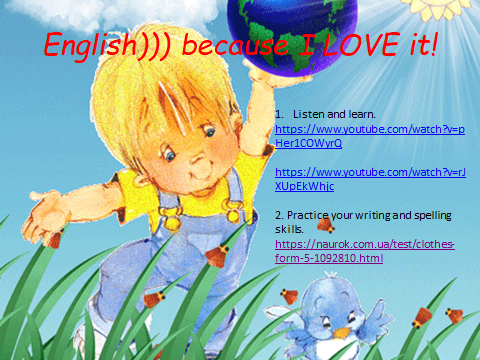 English))) because I LOVE it!
1. Listen and learn.
https://www.youtube.com/watch?v=p
Her1COWyrQ
https://www.youtube.com/watch?v=rJ
XUpEkWhjc
2. Practice your writing and spelling
skills.
https://naurok.com.ua/test/clothes-
form-5-1092810.html